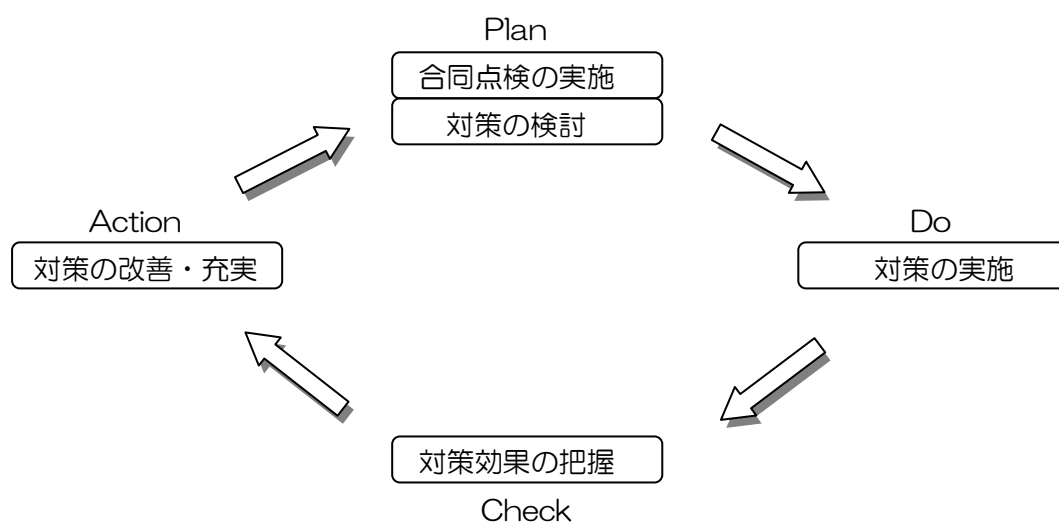 Plan
合同点検の実施
対策の検討
Action
対策の改善・充実
Do
対策の実施
対策効果の把握
Check